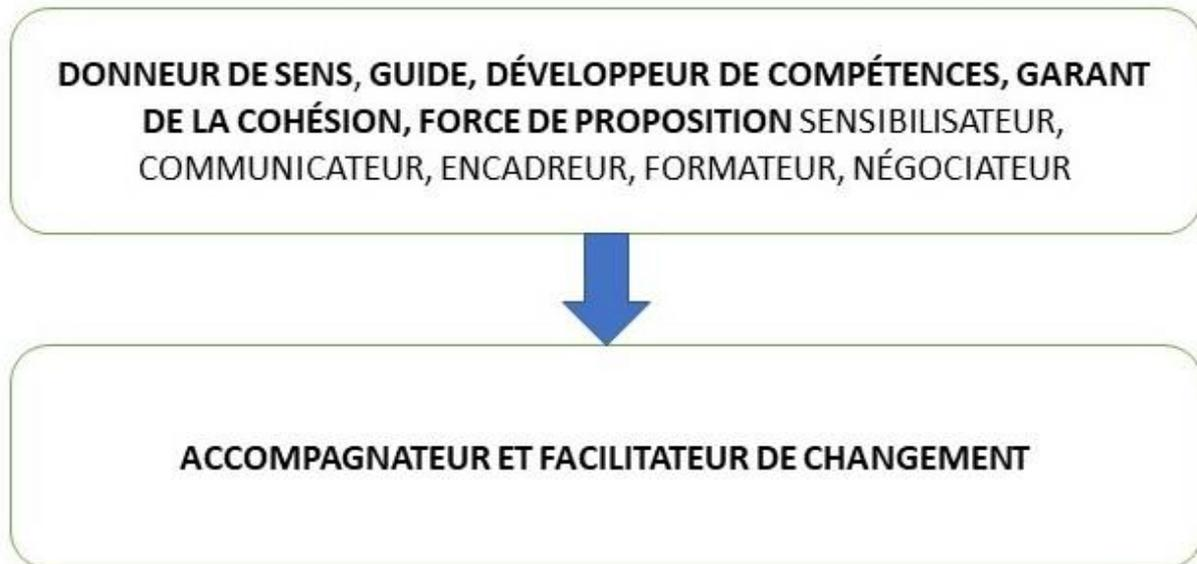 DONNEUR DE SENS, GUIDE, DÉVELOPPEUR DE COMPÉTENCES, GARANT
DE LA COHÉSION, FORCE DE PROPOSITION SENSIBILISATEUR,
COMMUNICATEUR, ENCADREUR, FORMATEUR, NÉGOCIATEUR
ACCOMPAGNATEUR ET FACILITATEUR DE CHANGEMENT